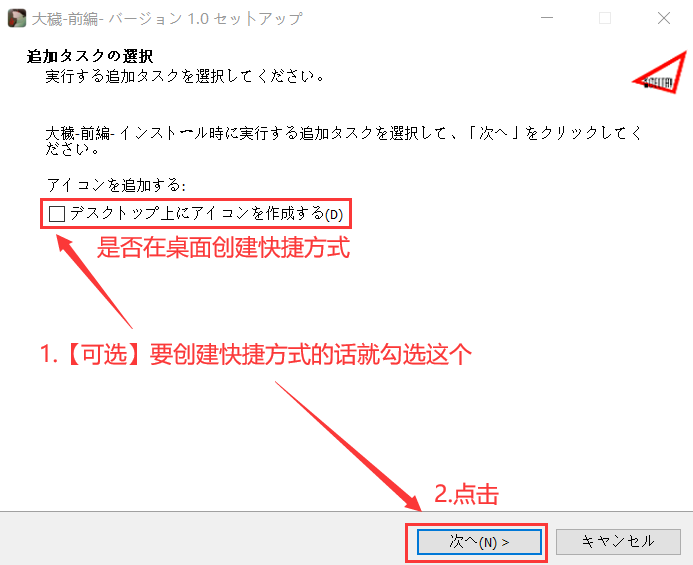 大穢-前編- バージョン 1.0 セットアップ
追加タスクの選択
実行する追加タスクを選択してください。
大穢-前編- インストール時に実行する追加タスクを選択して、「次へ」をクリックしてく
ださい。
アイコンを追加する:
デスクトップ上にアイコンを作成する(D)
是否在桌面创建快捷方式
1.【可选】要创建快捷方式的话就勾选这个
2.点击
次へ(N) >
キャンセル